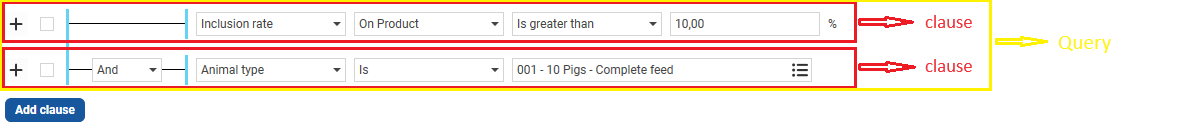 Inclusion rate On Product Is greater than 10,00 % clause
Query
And Animal type Is 001 - 10 Pigs - Complete feed clause
Add clause